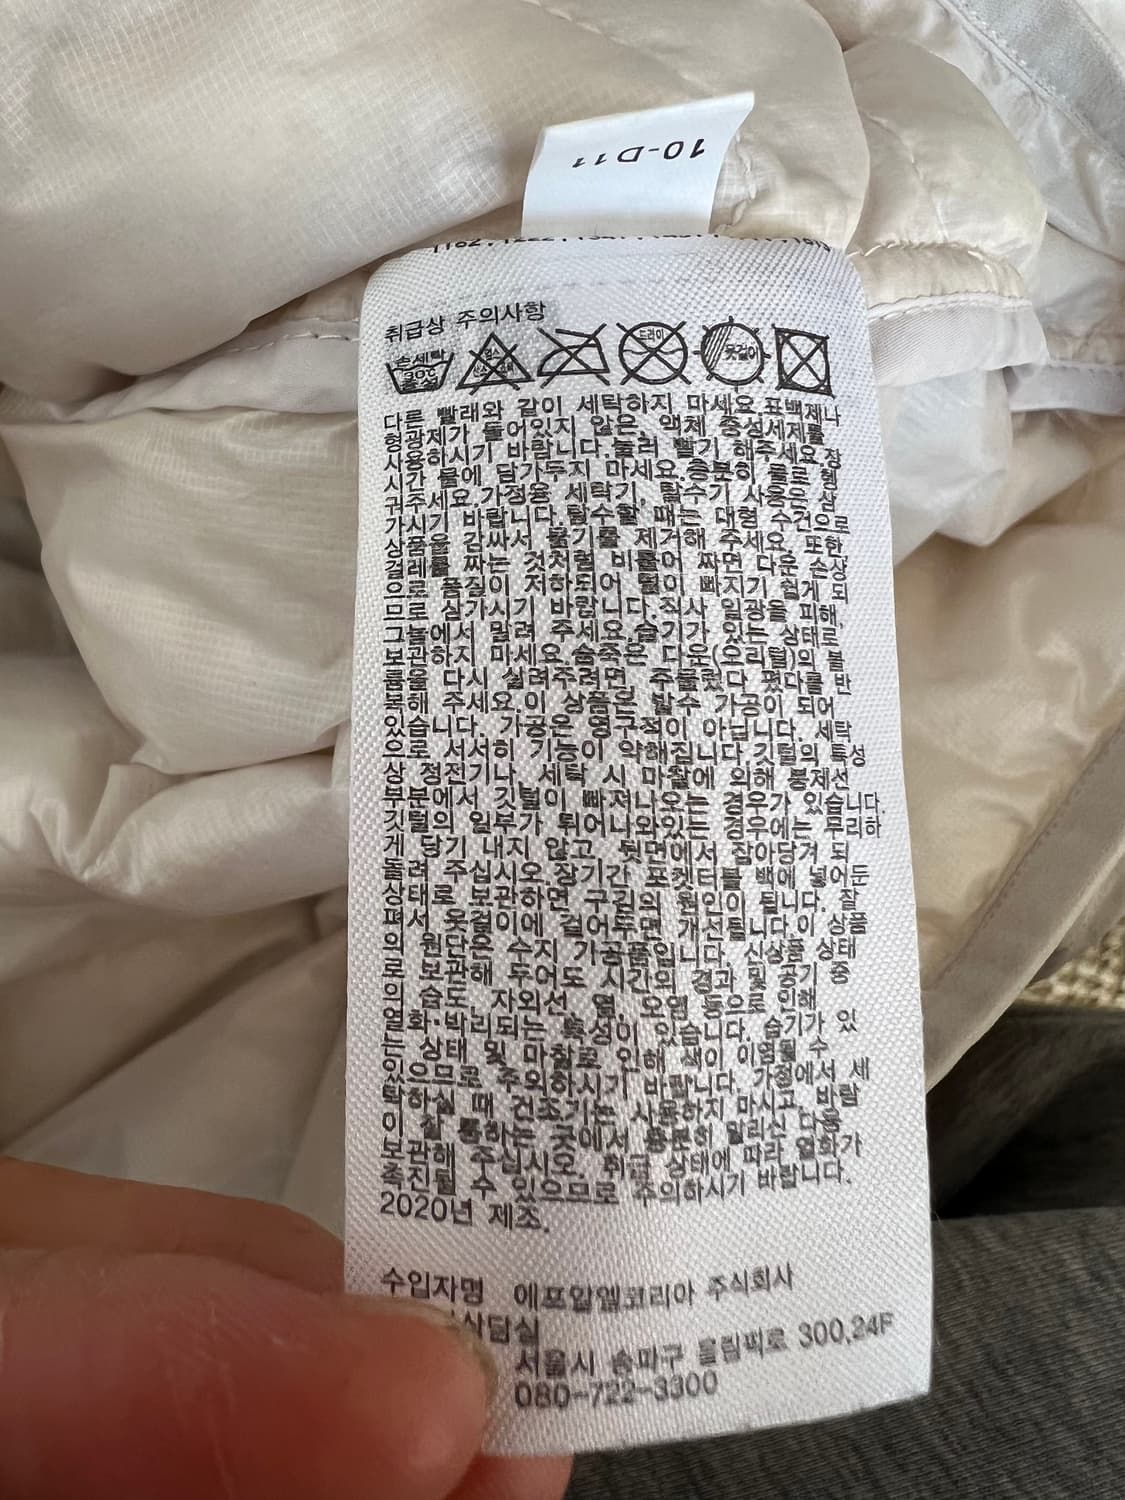 10-D11
취급상 주의사항
손세탁
30℃
중성
드라이
옷걸이
다른 빨래와 같이 세탁하지 마세요.표백제나
형광제가 들어있지 않은, 액체 중성세제를
사용하시기 바랍니다.눌러 빨기 해주세요.장
시간 물에 담가두지 마세요.충분히 물로 헹
궈주세요.가정용 세탁기, 탈수기 사용은 삼
가시기 바랍니다.탈수할 때는 대형 수건으로
상품을 감싸서 물기를 제거해 주세요.또한,
걸레를 짜는 것처럼 비틀어 짜면 다운 손상
으로 품질이 저하되어 털이 빠지기 쉽게 되
므로 삼가시기 바랍니다.직사 일광을 피해,
그늘에서 말려 주세요.습기가 있는 상태로
보관하지 마세요.숨죽은 다운(오리털)의 볼
륨을 다시 살려주려면 주물렀다 폈다를 반
복해 주세요.이 상품은 발수 가공이 되어
있습니다. 가공은 영구적이 아닙니다. 세탁
으로 서서히 기능이 약해집니다.깃털의 특성
상 정전기나, 세탁 시 마찰에 의해 봉제선
부분에서 깃털이 빠져나오는 경우가 있습니다.
깃털의 일부가 튀어나와있는 경우에는 무리하
게 당기 내지 않고, 뒷면에서 잡아당겨 되
돌려 주십시오.장기간 포켓터블 백에 넣어둔
상태로 보관하면 구김의 원인이 됩니다. 잘
펴서 옷걸이에 걸어두면 개선됩니다.이 상품
의 원단은 수지 가공품입니다. 신상품 상태
로 보관해 두어도 시간의 경과 및 공기 중
의 습도, 자외선, 열, 오염 등으로 인해
열화·박리되는 특성이 있습니다. 습기가 있
는 상태 및 마찰로 인해 색이 이염될 수
있으므로 주의하시기 바랍니다. 가정에서 세
탁하실 때 건조기는 사용하지 마시고, 바람
이 잘 통하는 곳에서 충분히 말리신 다음
보관해 주십시오. 취급 상태에 따라 열화가
촉진될 수 있으므로 주의하시기 바랍니다.
2020년 제조.
수입자명 에프알엘코리아 주식회사
상담실
서울시 송파구 올림픽로 300,24F
080-722-3300